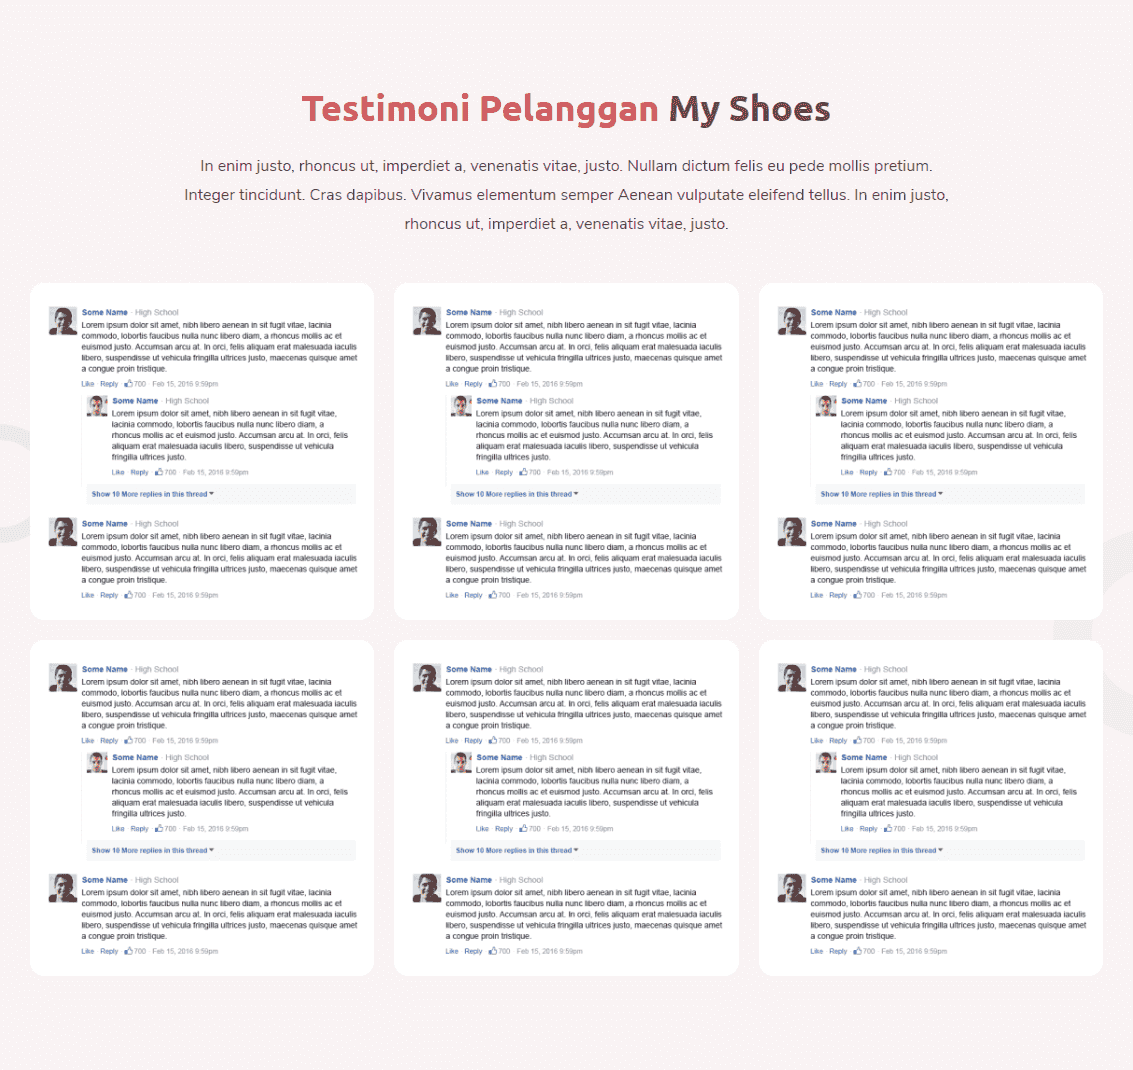 Testimoni Pelanggan My Shoes
In enim justo, rhoncus ut, imperdiet a, venenatis vitae, justo. Nullam dictum felis eu pede mollis pretium.
Integer tincidunt. Cras dapibus. Vivamus elementum semper Aenean vulputate eleifend tellus. In enim justo,
rhoncus ut, imperdiet a, venenatis vitae, justo.
Some Name · High School
Lorem ipsum dolor sit amet, nibh libero aenean in sit fugit vitae, lacinia
commodo, lobortis faucibus nulla nunc libero diam, a rhoncus mollis ac et
euismod justo. Accumsan arcu at. In orci, felis aliquam erat malesuada iaculis
libero, suspendisse ut vehicula fringilla ultrices justo, maecenas quisque amet
a congue proin tristique.
Like · Reply · 700 · Feb 15, 2016 9:59pm
Some Name · High School
Lorem ipsum dolor sit amet, nibh libero aenean in sit fugit vitae,
lacinia commodo, lobortis faucibus nulla nunc libero diam, a
rhoncus mollis ac et euismod justo. Accumsan arcu at. In orci, felis
aliquam erat malesuada iaculis libero, suspendisse ut vehicula
fringilla ultrices justo.
Like · Reply · 700 · Feb 15, 2016 9:59pm
Show 10 More replies in this thread
Some Name · High School
Lorem ipsum dolor sit amet, nibh libero aenean in sit fugit vitae, lacinia
commodo, lobortis faucibus nulla nunc libero diam, a rhoncus mollis ac et
euismod justo. Accumsan arcu at. In orci, felis aliquam erat malesuada iaculis
libero, suspendisse ut vehicula fringilla ultrices justo, maecenas quisque amet
a congue proin tristique.
Like · Reply · 700 · Feb 15, 2016 9:59pm
Some Name · High School
Lorem ipsum dolor sit amet, nibh libero aenean in sit fugit vitae, lacinia
commodo, lobortis faucibus nulla nunc libero diam, a rhoncus mollis ac et
euismod justo. Accumsan arcu at. In orci, felis aliquam erat malesuada iaculis
libero, suspendisse ut vehicula fringilla ultrices justo, maecenas quisque amet
a congue proin tristique.
Like · Reply · 700 · Feb 15, 2016 9:59pm
Some Name · High School
Lorem ipsum dolor sit amet, nibh libero aenean in sit fugit vitae,
lacinia commodo, lobortis faucibus nulla nunc libero diam, a
rhoncus mollis ac et euismod justo. Accumsan arcu at. In orci, felis
aliquam erat malesuada iaculis libero, suspendisse ut vehicula
fringilla ultrices justo.
Like · Reply · 700 · Feb 15, 2016 9:59pm
Show 10 More replies in this thread
Some Name · High School
Lorem ipsum dolor sit amet, nibh libero aenean in sit fugit vitae, lacinia
commodo, lobortis faucibus nulla nunc libero diam, a rhoncus mollis ac et
euismod justo. Accumsan arcu at. In orci, felis aliquam erat malesuada iaculis
libero, suspendisse ut vehicula fringilla ultrices justo, maecenas quisque amet
a congue proin tristique.
Like · Reply · 700 · Feb 15, 2016 9:59pm
Some Name · High School
Lorem ipsum dolor sit amet, nibh libero aenean in sit fugit vitae, lacinia
commodo, lobortis faucibus nulla nunc libero diam, a rhoncus mollis ac et
euismod justo. Accumsan arcu at. In orci, felis aliquam erat malesuada iaculis
libero, suspendisse ut vehicula fringilla ultrices justo, maecenas quisque amet
a congue proin tristique.
Like · Reply · 700 · Feb 15, 2016 9:59pm
Some Name · High School
Lorem ipsum dolor sit amet, nibh libero aenean in sit fugit vitae,
lacinia commodo, lobortis faucibus nulla nunc libero diam, a
rhoncus mollis ac et euismod justo. Accumsan arcu at. In orci, felis
aliquam erat malesuada iaculis libero, suspendisse ut vehicula
fringilla ultrices justo.
Like · Reply · 700 · Feb 15, 2016 9:59pm
Show 10 More replies in this thread
Some Name · High School
Lorem ipsum dolor sit amet, nibh libero aenean in sit fugit vitae, lacinia
commodo, lobortis faucibus nulla nunc libero diam, a rhoncus mollis ac et
euismod justo. Accumsan arcu at. In orci, felis aliquam erat malesuada iaculis
libero, suspendisse ut vehicula fringilla ultrices justo, maecenas quisque amet
a congue proin tristique.
Like · Reply · 700 · Feb 15, 2016 9:59pm
Some Name · High School
Lorem ipsum dolor sit amet, nibh libero aenean in sit fugit vitae, lacinia
commodo, lobortis faucibus nulla nunc libero diam, a rhoncus mollis ac et
euismod justo. Accumsan arcu at. In orci, felis aliquam erat malesuada iaculis
libero, suspendisse ut vehicula fringilla ultrices justo, maecenas quisque amet
a congue proin tristique.
Like · Reply · 700 · Feb 15, 2016 9:59pm
Some Name · High School
Lorem ipsum dolor sit amet, nibh libero aenean in sit fugit vitae,
lacinia commodo, lobortis faucibus nulla nunc libero diam, a
rhoncus mollis ac et euismod justo. Accumsan arcu at. In orci, felis
aliquam erat malesuada iaculis libero, suspendisse ut vehicula
fringilla ultrices justo.
Like · Reply · 700 · Feb 15, 2016 9:59pm
Show 10 More replies in this thread
Some Name · High School
Lorem ipsum dolor sit amet, nibh libero aenean in sit fugit vitae, lacinia
commodo, lobortis faucibus nulla nunc libero diam, a rhoncus mollis ac et
euismod justo. Accumsan arcu at. In orci, felis aliquam erat malesuada iaculis
libero, suspendisse ut vehicula fringilla ultrices justo, maecenas quisque amet
a congue proin tristique.
Like · Reply · 700 · Feb 15, 2016 9:59pm
Some Name · High School
Lorem ipsum dolor sit amet, nibh libero aenean in sit fugit vitae, lacinia
commodo, lobortis faucibus nulla nunc libero diam, a rhoncus mollis ac et
euismod justo. Accumsan arcu at. In orci, felis aliquam erat malesuada iaculis
libero, suspendisse ut vehicula fringilla ultrices justo, maecenas quisque amet
a congue proin tristique.
Like · Reply · 700 · Feb 15, 2016 9:59pm
Some Name · High School
Lorem ipsum dolor sit amet, nibh libero aenean in sit fugit vitae,
lacinia commodo, lobortis faucibus nulla nunc libero diam, a
rhoncus mollis ac et euismod justo. Accumsan arcu at. In orci, felis
aliquam erat malesuada iaculis libero, suspendisse ut vehicula
fringilla ultrices justo.
Like · Reply · 700 · Feb 15, 2016 9:59pm
Show 10 More replies in this thread
Some Name · High School
Lorem ipsum dolor sit amet, nibh libero aenean in sit fugit vitae, lacinia
commodo, lobortis faucibus nulla nunc libero diam, a rhoncus mollis ac et
euismod justo. Accumsan arcu at. In orci, felis aliquam erat malesuada iaculis
libero, suspendisse ut vehicula fringilla ultrices justo, maecenas quisque amet
a congue proin tristique.
Like · Reply · 700 · Feb 15, 2016 9:59pm
Some Name · High School
Lorem ipsum dolor sit amet, nibh libero aenean in sit fugit vitae, lacinia
commodo, lobortis faucibus nulla nunc libero diam, a rhoncus mollis ac et
euismod justo. Accumsan arcu at. In orci, felis aliquam erat malesuada iaculis
libero, suspendisse ut vehicula fringilla ultrices justo, maecenas quisque amet
a congue proin tristique.
Like · Reply · 700 · Feb 15, 2016 9:59pm
Some Name · High School
Lorem ipsum dolor sit amet, nibh libero aenean in sit fugit vitae,
lacinia commodo, lobortis faucibus nulla nunc libero diam, a
rhoncus mollis ac et euismod justo. Accumsan arcu at. In orci, felis
aliquam erat malesuada iaculis libero, suspendisse ut vehicula
fringilla ultrices justo.
Like · Reply · 700 · Feb 15, 2016 9:59pm
Show 10 More replies in this thread
Some Name · High School
Lorem ipsum dolor sit amet, nibh libero aenean in sit fugit vitae, lacinia
commodo, lobortis faucibus nulla nunc libero diam, a rhoncus mollis ac et
euismod justo. Accumsan arcu at. In orci, felis aliquam erat malesuada iaculis
libero, suspendisse ut vehicula fringilla ultrices justo, maecenas quisque amet
a congue proin tristique.
Like · Reply · 700 · Feb 15, 2016 9:59pm